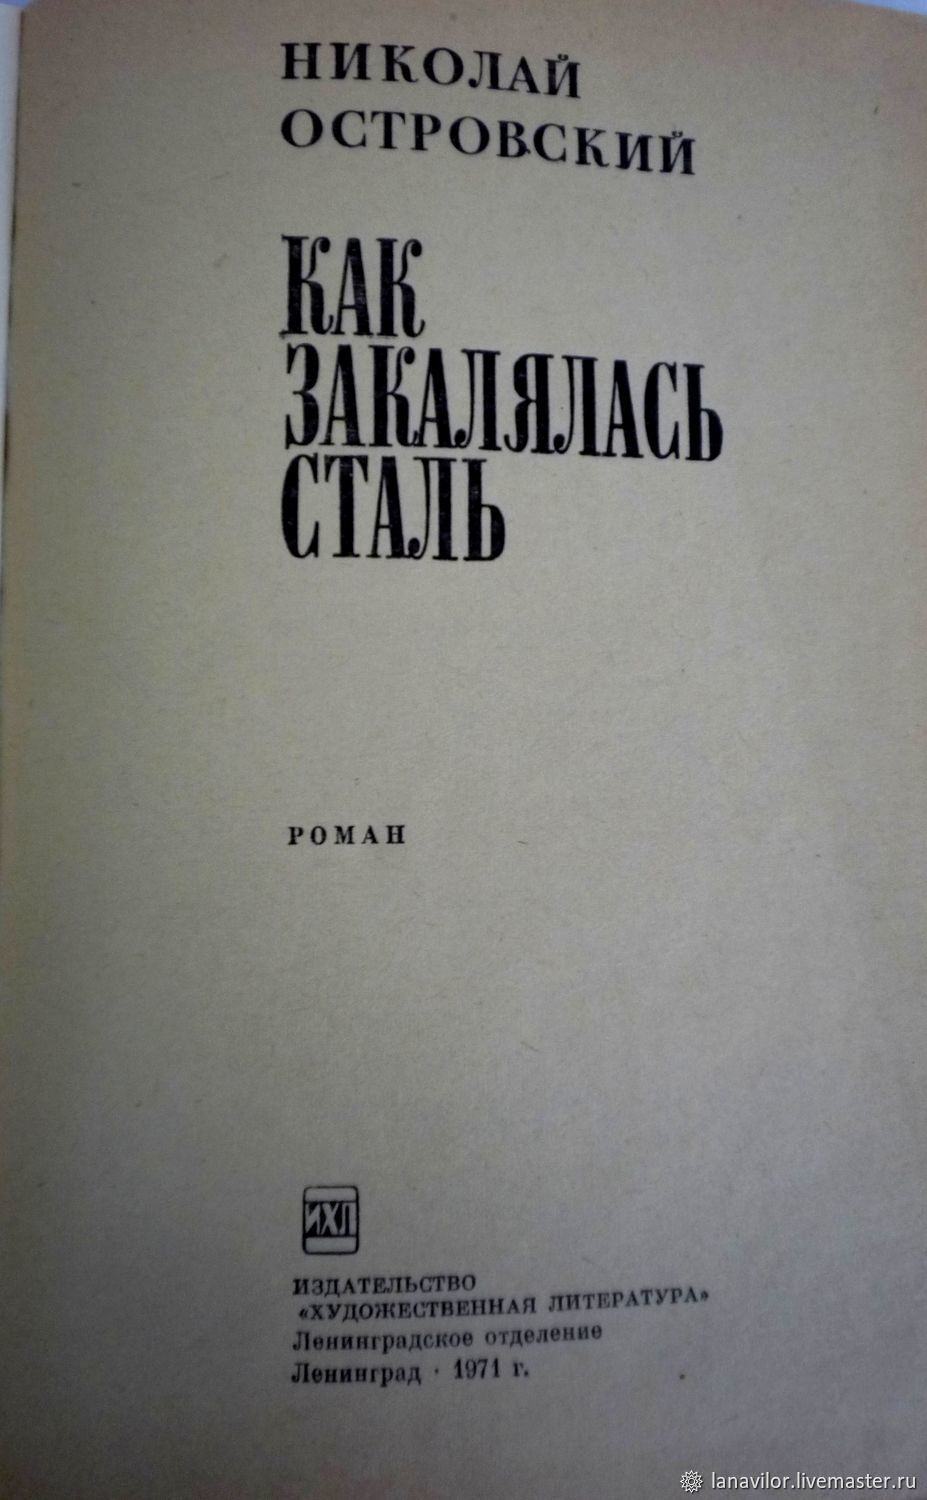 НИКОЛАЙ
ОСТРОВСКИЙ
КАК
ЗАКАЛЯЛАСЬ
СТАЛЬ
РОМАН
ИХЛ
ИЗДАТЕЛЬСТВО
«ХУДОЖЕСТВЕННАЯ ЛИТЕРАТУРА»
Ленинградское отделение
Ленинград · 1971 г.
lanavilor.livemaster.ru